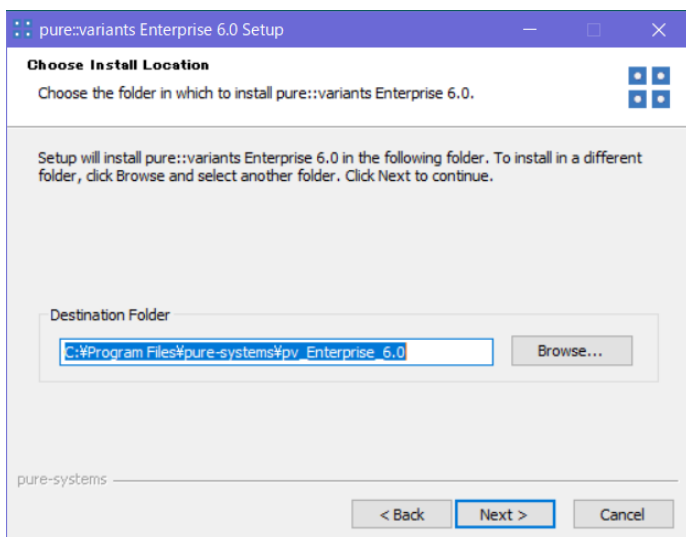 pure::variants Enterprise 6.0 Setup
Choose Install Location
Choose the folder in which to install pure::variants Enterprise 6.0.
Setup will install pure::variants Enterprise 6.0 in the following folder. To install in a different
folder, click Browse and select another folder. Click Next to continue.
Destination Folder
C:¥Program Files¥pure-systems¥pv_Enterprise_6.0
Browse...
pure-systems
< Back
Next >
Cancel